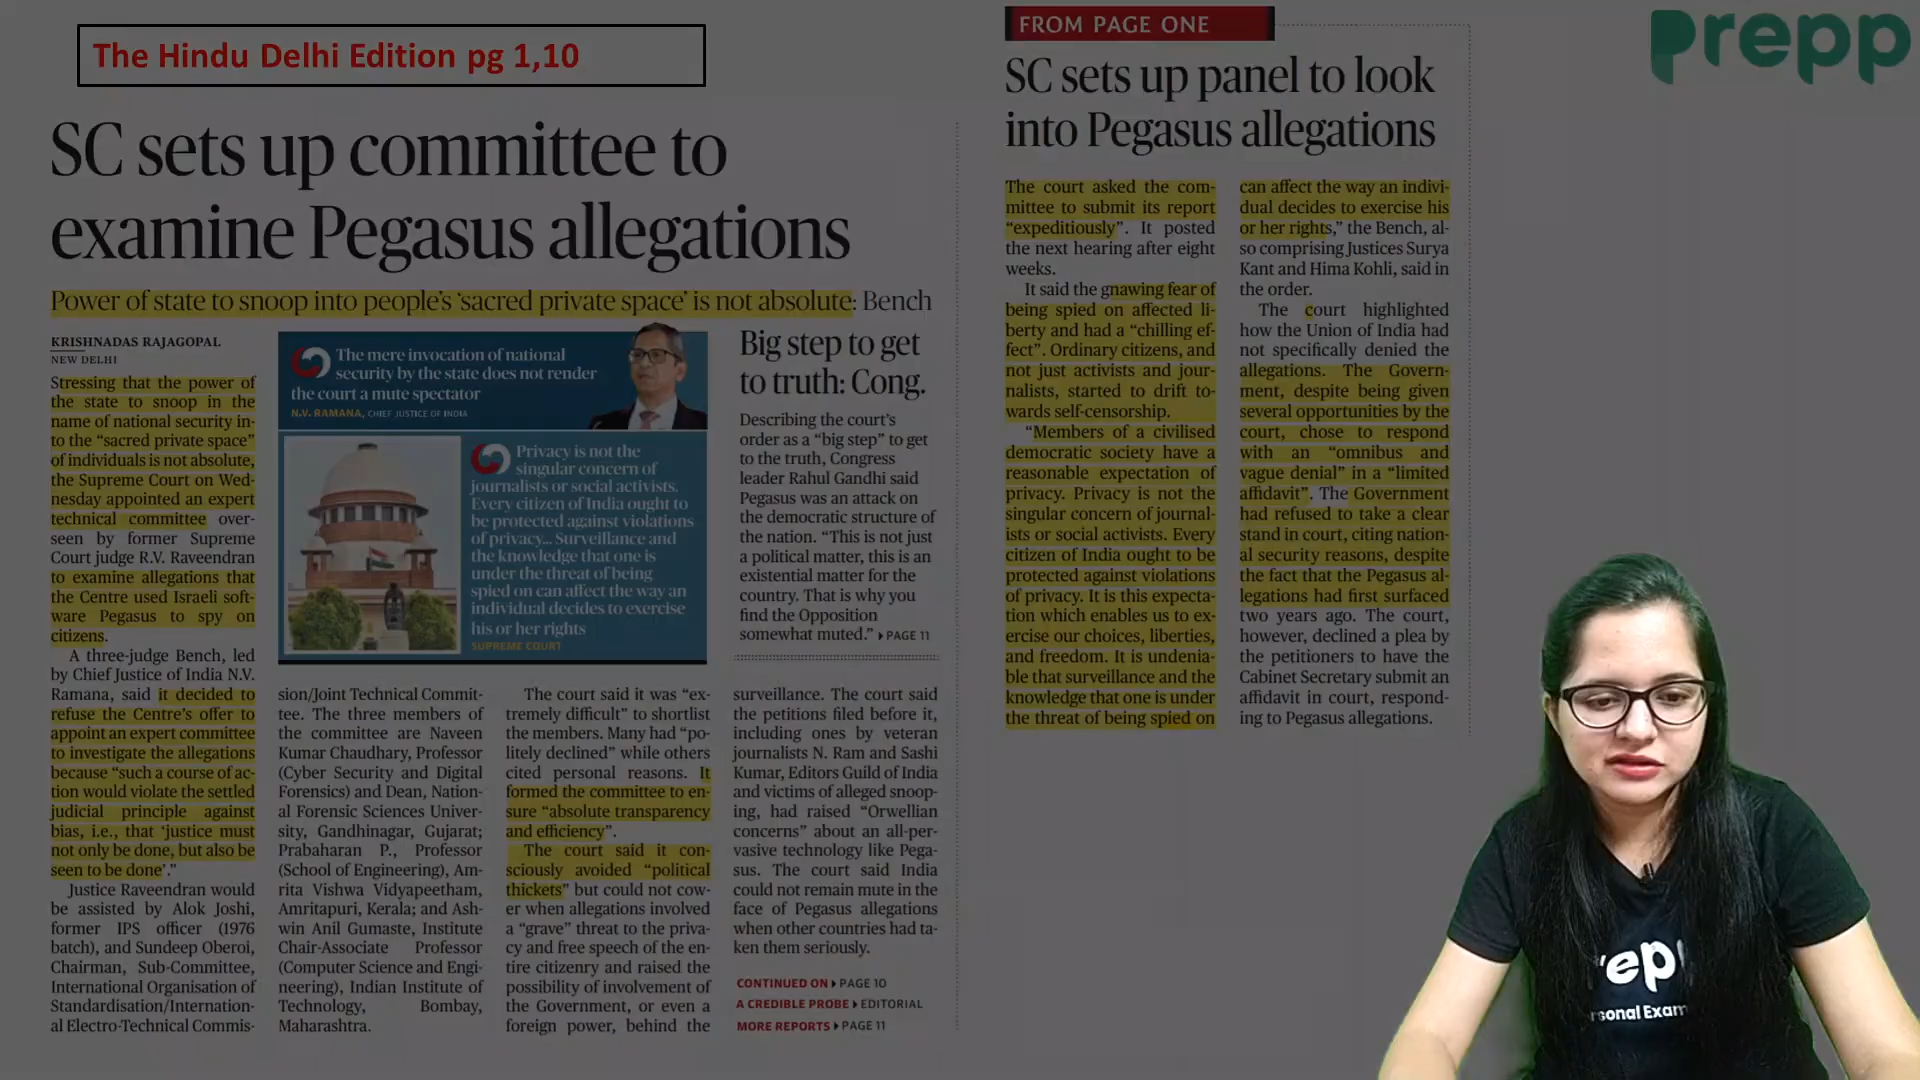 The Hindu Delhi Edition pg 1,10
prepp
SC sets up committee to
examine Pegasus allegations
Power of state to snoop into people's 'sacred private space' is not absolute: Bench
KRISHNADAS RAJAGOPAL
NEW DELHI
Stressing that the power of
the state to snoop in the
name of national security in-
to the “sacred private space”
of individuals is not absolute,
the Supreme Court on Wed-
nesday appointed an expert
technical committee over-
seen by former Supreme
Court judge R.V. Raveendran
to examine allegations that
the Centre used Israeli soft-
ware Pegasus to spy on
citizens.
A three-judge Bench, led
by Chief Justice of India N.V.
Ramana, said it decided to
refuse the Centre's offer to
appoint an expert committee
to investigate the allegations
because “such a course of ac-
tion would violate the settled
judicial principle against
bias, i.e., that ‘justice must
not only be done, but also be
seen to be done’.”
Justice Raveendran would
be assisted by Alok Joshi,
former IPS officer (1976
batch), and Sundeep Oberoi,
Chairman, Sub-Committee,
International Organisation of
Standardisation/Internation-
al Electro-Technical Commis-
The mere invocation of national
security by the state does not render
the court a mute spectator
N.V. RAMANA, CHIEF JUSTICE OF INDIA
Privacy is not the
singular concern of
journalists or social activists.
Every citizen of India ought to
be protected against violations
of privacy... Surveillance and
the knowledge that one is
under the threat of being
spied on can affect the way an
individual decides to exercise
his or her rights
SUPREME COURT
sion/Joint Technical Commit-
tee. The three members of
the committee are Naveen
Kumar Chaudhary, Professor
(Cyber Security and Digital
Forensics) and Dean, Nation-
al Forensic Sciences Univer-
sity, Gandhinagar, Gujarat;
Prabaharan P., Professor
(School of Engineering), Am-
rita Vishwa Vidyapeetham,
Amritapuri, Kerala; and Ash-
win Anil Gumaste, Institute
Chair-Associate Professor
(Computer Science and Engi-
neering), Indian Institute of
Technology, Bombay,
Maharashtra.
The court said it was “ex-
tremely difficult” to shortlist
the members. Many had “po-
litely declined” while others
cited personal reasons. It
formed the committee to en-
sure “absolute transparency
and efficiency”.
The court said it con-
sciously avoided “political
thickets” but could not cow-
er when allegations involved
a “grave” threat to the priva-
cy and free speech of the en-
tire citizenry and raised the
possibility of involvement of
the Government, or even a
foreign power, behind the
Big step to get
to truth: Cong.
Describing the court's
order as a “big step” to get
to the truth, Congress
leader Rahul Gandhi said
Pegasus was an attack on
the democratic structure of
the nation. “This is not just
a political matter, this is an
existential matter for the
country. That is why you
find the Opposition
somewhat muted.” PAGE 11
surveillance. The court said
the petitions filed before it,
including ones by veteran
journalists N. Ram and Sashi
Kumar, Editors Guild of India
and victims of alleged snoop-
ing, had raised “Orwellian
concerns” about an all-per-
vasive technology like Pega-
sus. The court said India
could not remain mute in the
face of Pegasus allegations
when other countries had ta-
ken them seriously.
CONTINUED ON PAGE 10
A CREDIBLE PROBE EDITORIAL
MORE REPORTS PAGE 11
FROM PAGE ONE
SC sets up panel to look
into Pegasus allegations
The court asked the com-
mittee to submit its report
“expeditiously”. It posted
the next hearing after eight
weeks.
It said the gnawing fear of
being spied on affected li-
berty and had a “chilling ef-
fect”. Ordinary citizens, and
not just activists and jour-
nalists, started to drift to-
wards self-censorship.
“Members of a civilised
democratic society have a
reasonable expectation of
privacy. Privacy is not the
singular concern of journal-
ists or social activists. Every
citizen of India ought to be
protected against violations
of privacy. It is this expecta-
tion which enables us to ex-
ercise our choices, liberties,
and freedom. It is undenia-
ble that surveillance and the
knowledge that one is under
the threat of being spied on
can affect the way an indivi-
dual decides to exercise his
or her rights,” the Bench, al-
so comprising Justices Surya
Kant and Hima Kohli, said in
the order.
The court highlighted
how the Union of India had
not specifically denied the
allegations. The Govern-
ment, despite being given
several opportunities by the
court, chose to respond
with an “omnibus and
vague denial” in a “limited
affidavit”. The Government
had refused to take a clear
stand in court, citing nation-
al security reasons, despite
the fact that the Pegasus al-
legations had first surfaced
two years ago. The court,
however, declined a plea by
the petitioners to have the
Cabinet Secretary submit an
affidavit in court, respond-
ing to Pegasus allegations.
rep
rsonal Exam